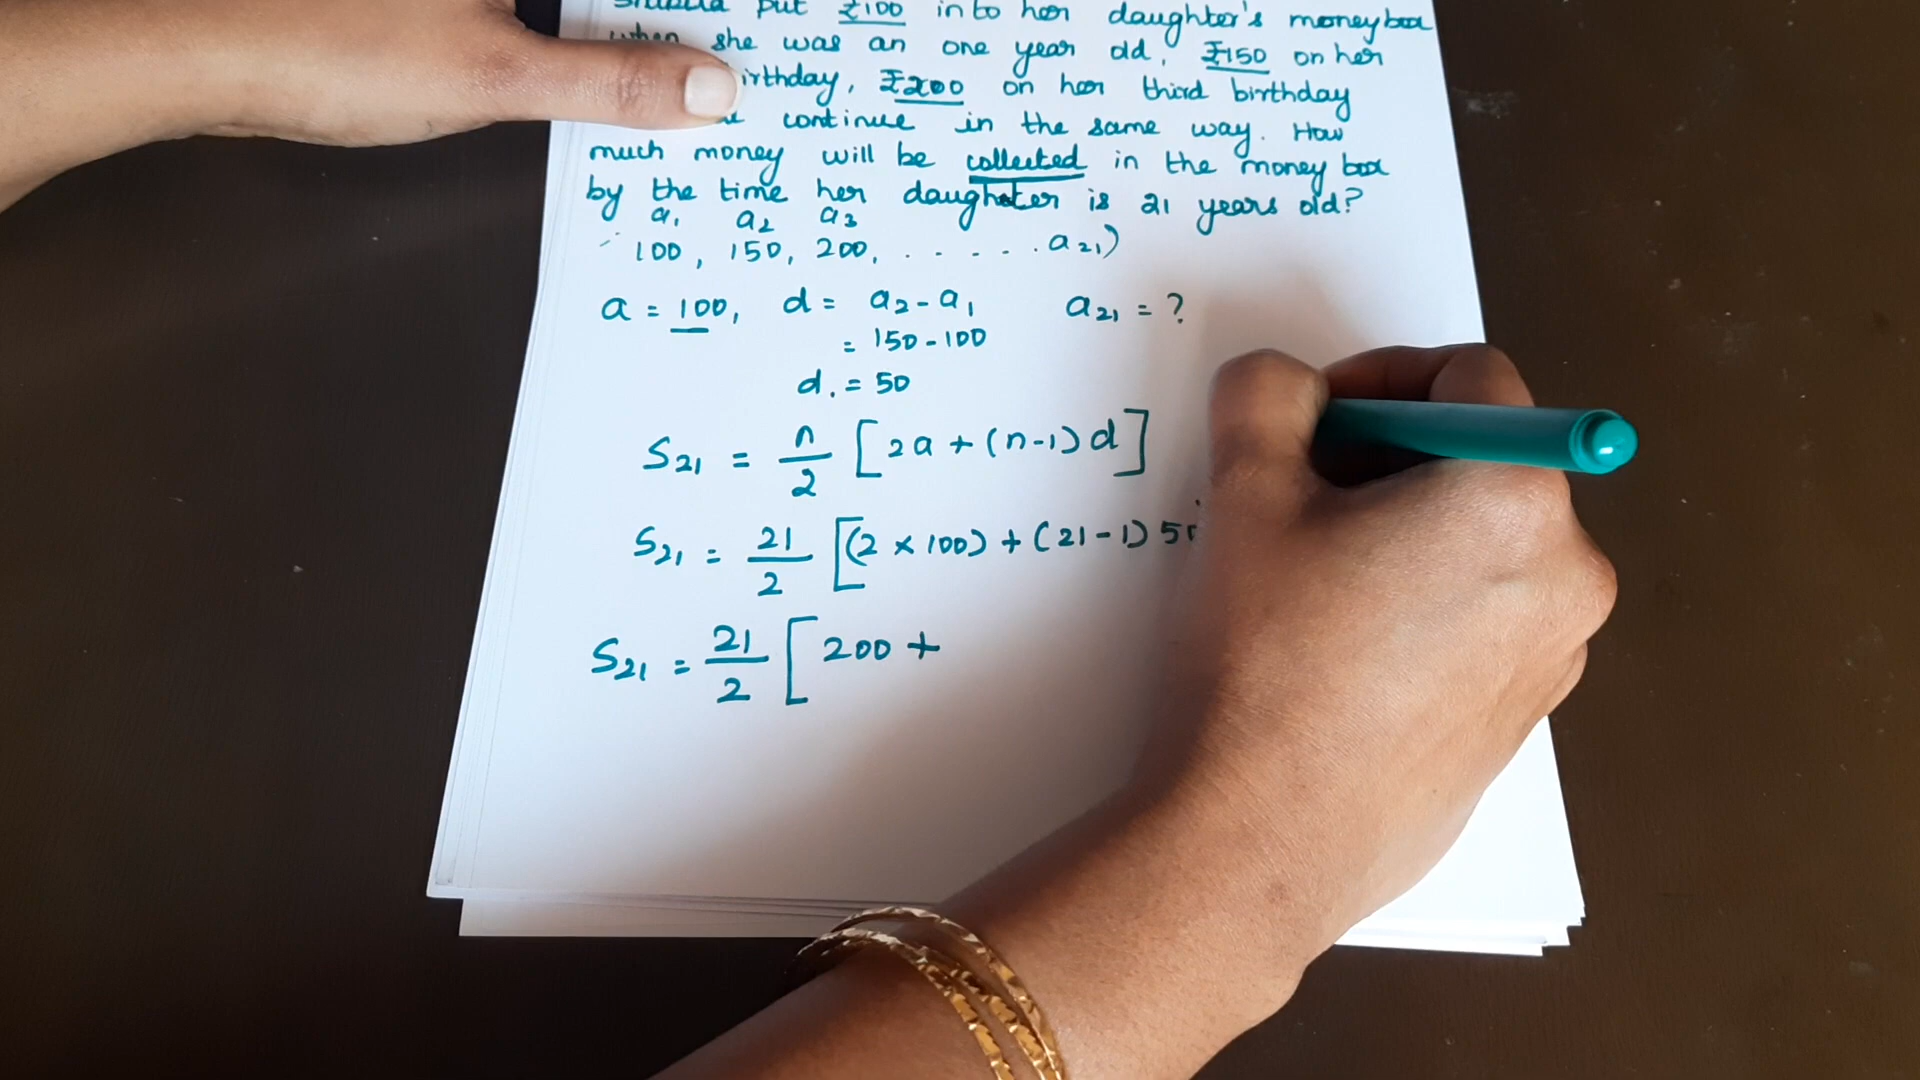 put ₹100 into her daughter's moneybox
when she was an one year old, ₹150 on her
birthday, ₹200 on her third birthday
continue in the same way. How
much money will be collected in the money box
by the time her daughter is 21 years old?
a₁ a₂ a₃
100, 150, 200, . . . . . . a₂₁)
a = 100, d = a₂ - a₁ a₂₁ = ?
= 150 - 100
d. = 50
S₂₁ = n/2 [2a + (n-1) d]
S₂₁ = 21/2 [(2 × 100) + (21 - 1) 50
S₂₁ = 21/2 [200 +